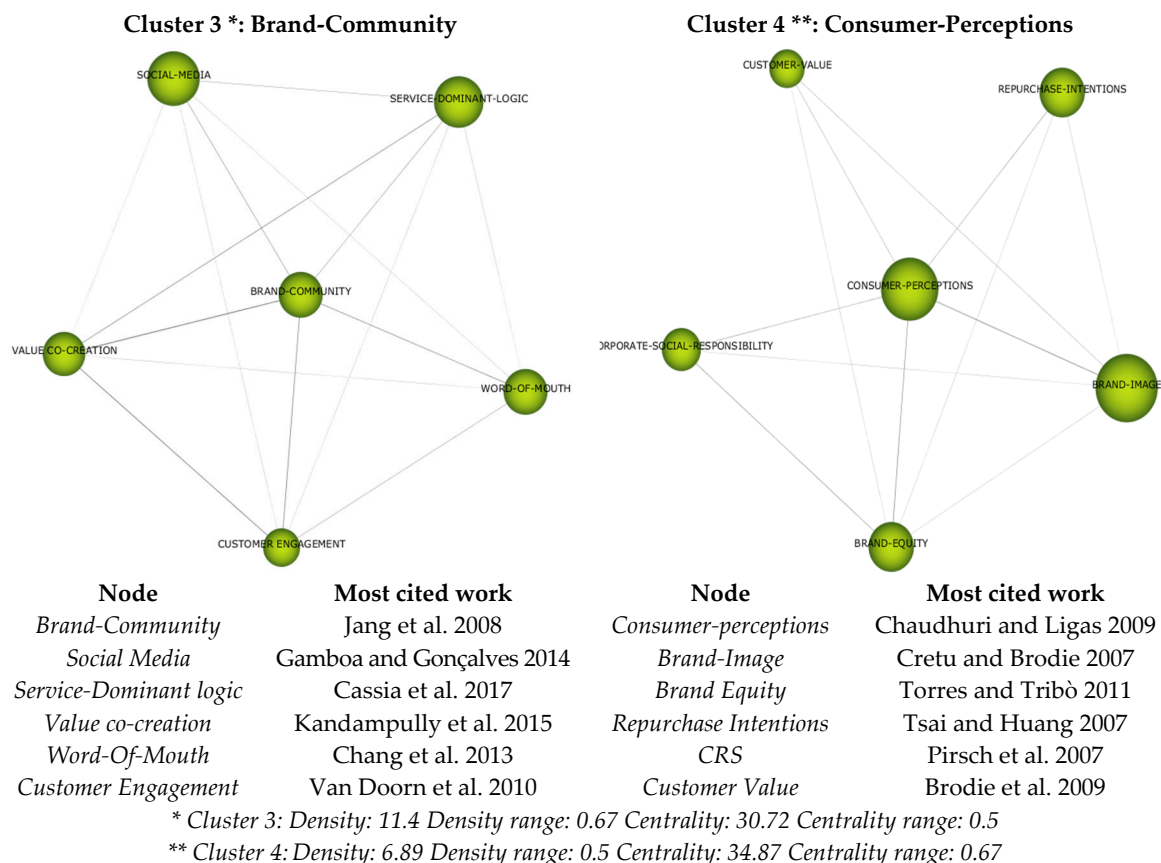 Cluster 3 *: Brand-Community
SOCIAL-MEDIA
SERVICE-DOMINANT-LOGIC
BRAND-COMMUNITY
VALUE CO-CREATION
WORD-OF-MOUTH
CUSTOMER ENGAGEMENT
Cluster 4 **: Consumer-Perceptions
CUSTOMER-VALUE
REPURCHASE-INTENTIONS
CONSUMER-PERCEPTIONS
ORPORATE-SOCIAL-RESPONSIBILITY
BRAND-IMAGE
BRAND-EQUITY
Node Most cited work Node Most cited work
Brand-Community Jang et al. 2008 Consumer-perceptions Chaudhuri and Ligas 2009
Social Media Gamboa and Gonçalves 2014 Brand-Image Cretu and Brodie 2007
Service-Dominant logic Cassia et al. 2017 Brand Equity Torres and Tribò 2011
Value co-creation Kandampully et al. 2015 Repurchase Intentions Tsai and Huang 2007
Word-Of-Mouth Chang et al. 2013 CRS Pirsch et al. 2007
Customer Engagement Van Doorn et al. 2010 Customer Value Brodie et al. 2009
* Cluster 3: Density: 11.4 Density range: 0.67 Centrality: 30.72 Centrality range: 0.5
** Cluster 4: Density: 6.89 Density range: 0.5 Centrality: 34.87 Centrality range: 0.67